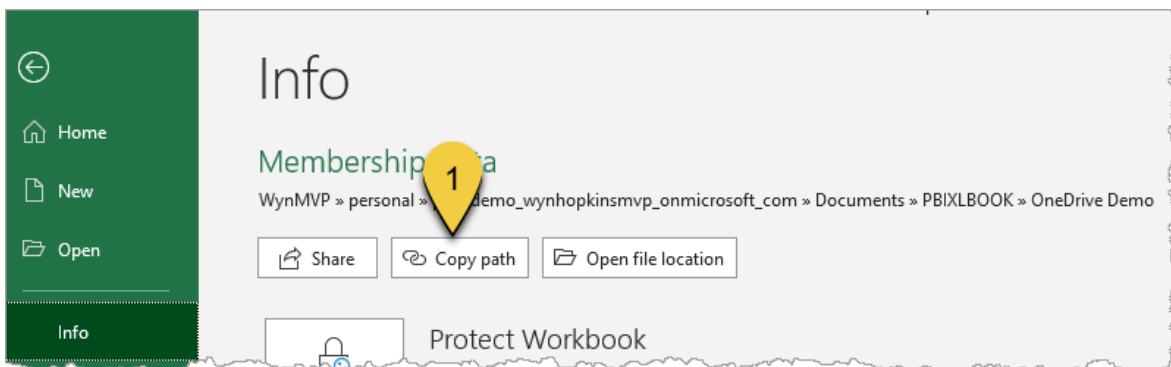 Info
Home
Membership
1
WynMVP » personal » demo_wynhopkinsmvp_onmicrosoft_com » Documents » PBIXLBOOK » OneDrive Demo
New
Share
Copy path
Open file location
Open
Info
Protect Workbook